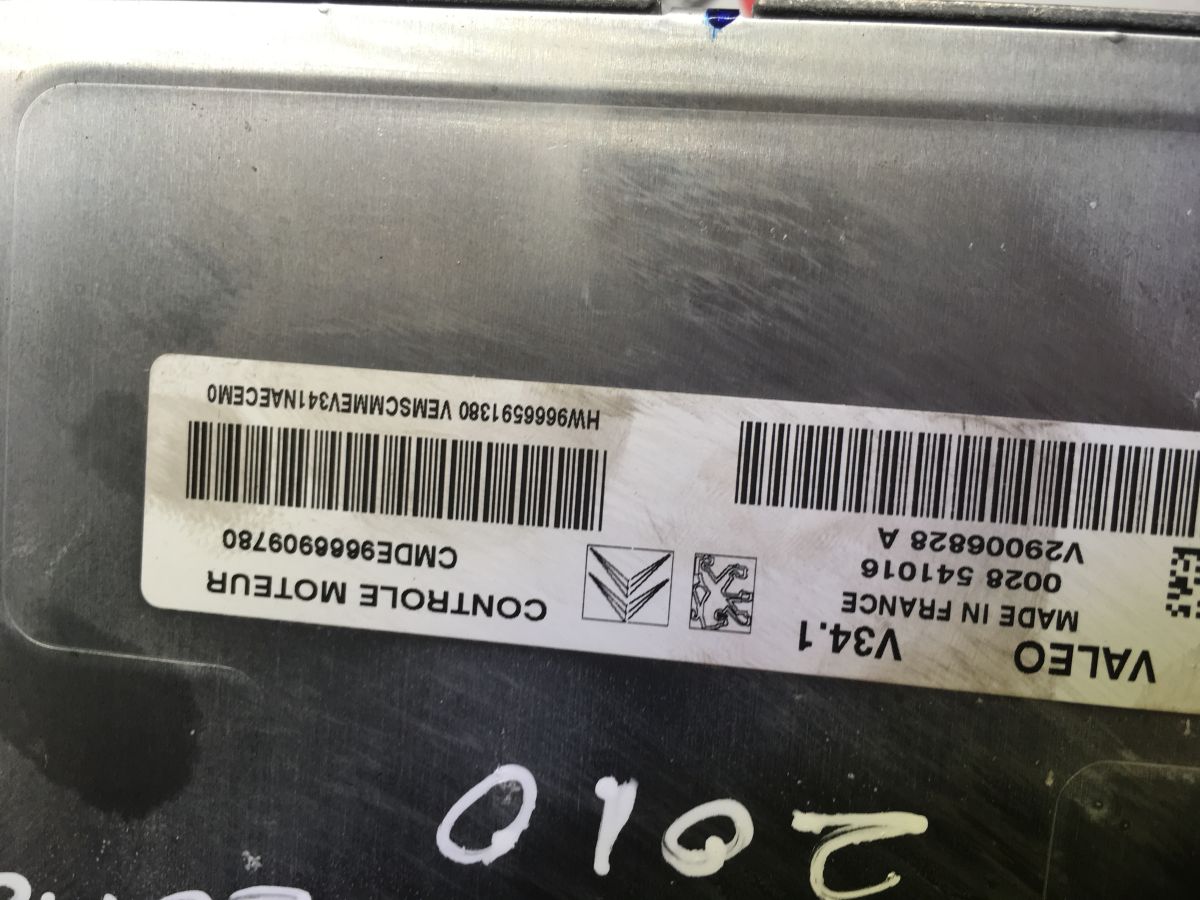 2010
VALEO V34.1
MADE IN FRANCE
0028 541016
V29006828 A
CONTROLE MOTEUR
CMDE9666909780
HW9666591380 VEMSCMMEV341NAECEM0